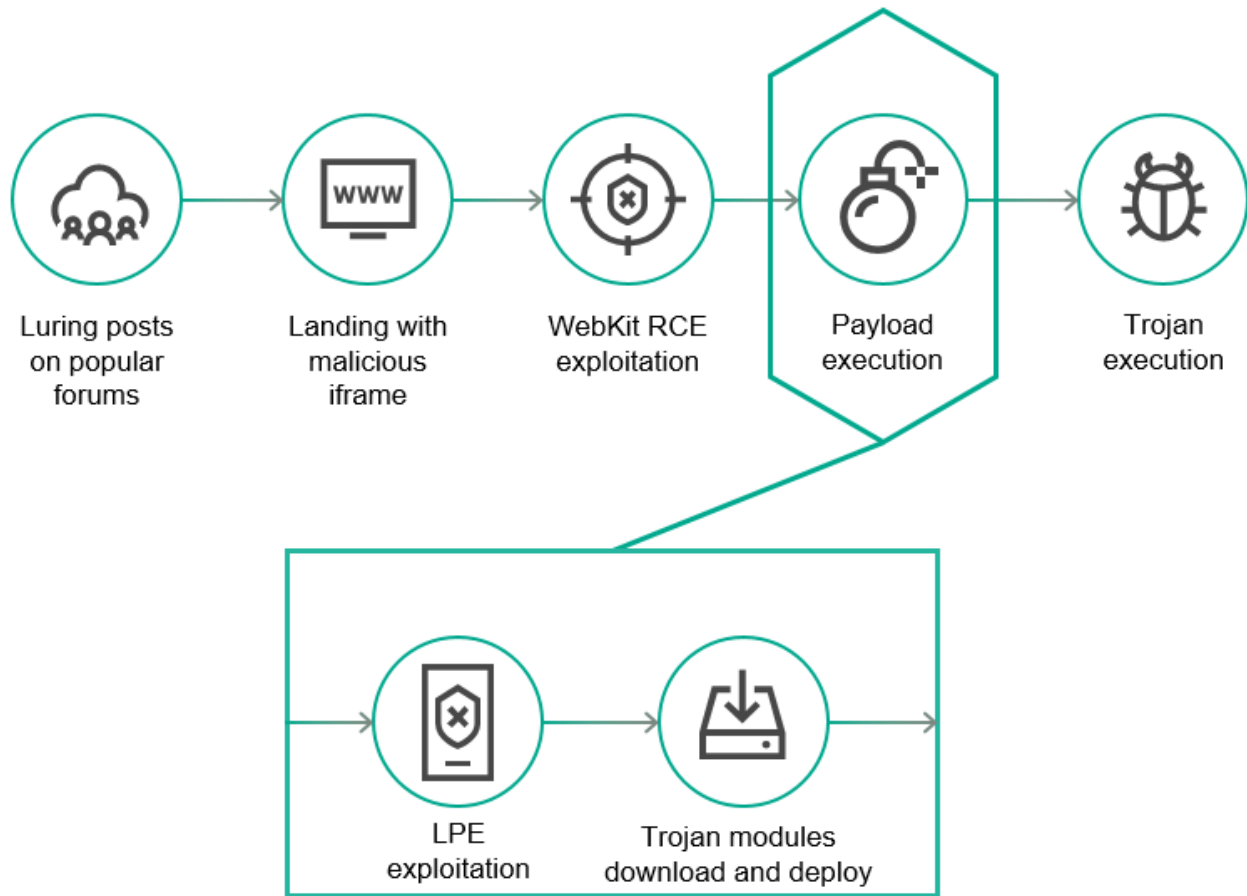 WWW
Luring posts
on popular
forums
Landing with
malicious
iframe
WebKit RCE
exploitation
Payload
execution
Trojan
execution
LPE
exploitation
Trojan modules
download and deploy